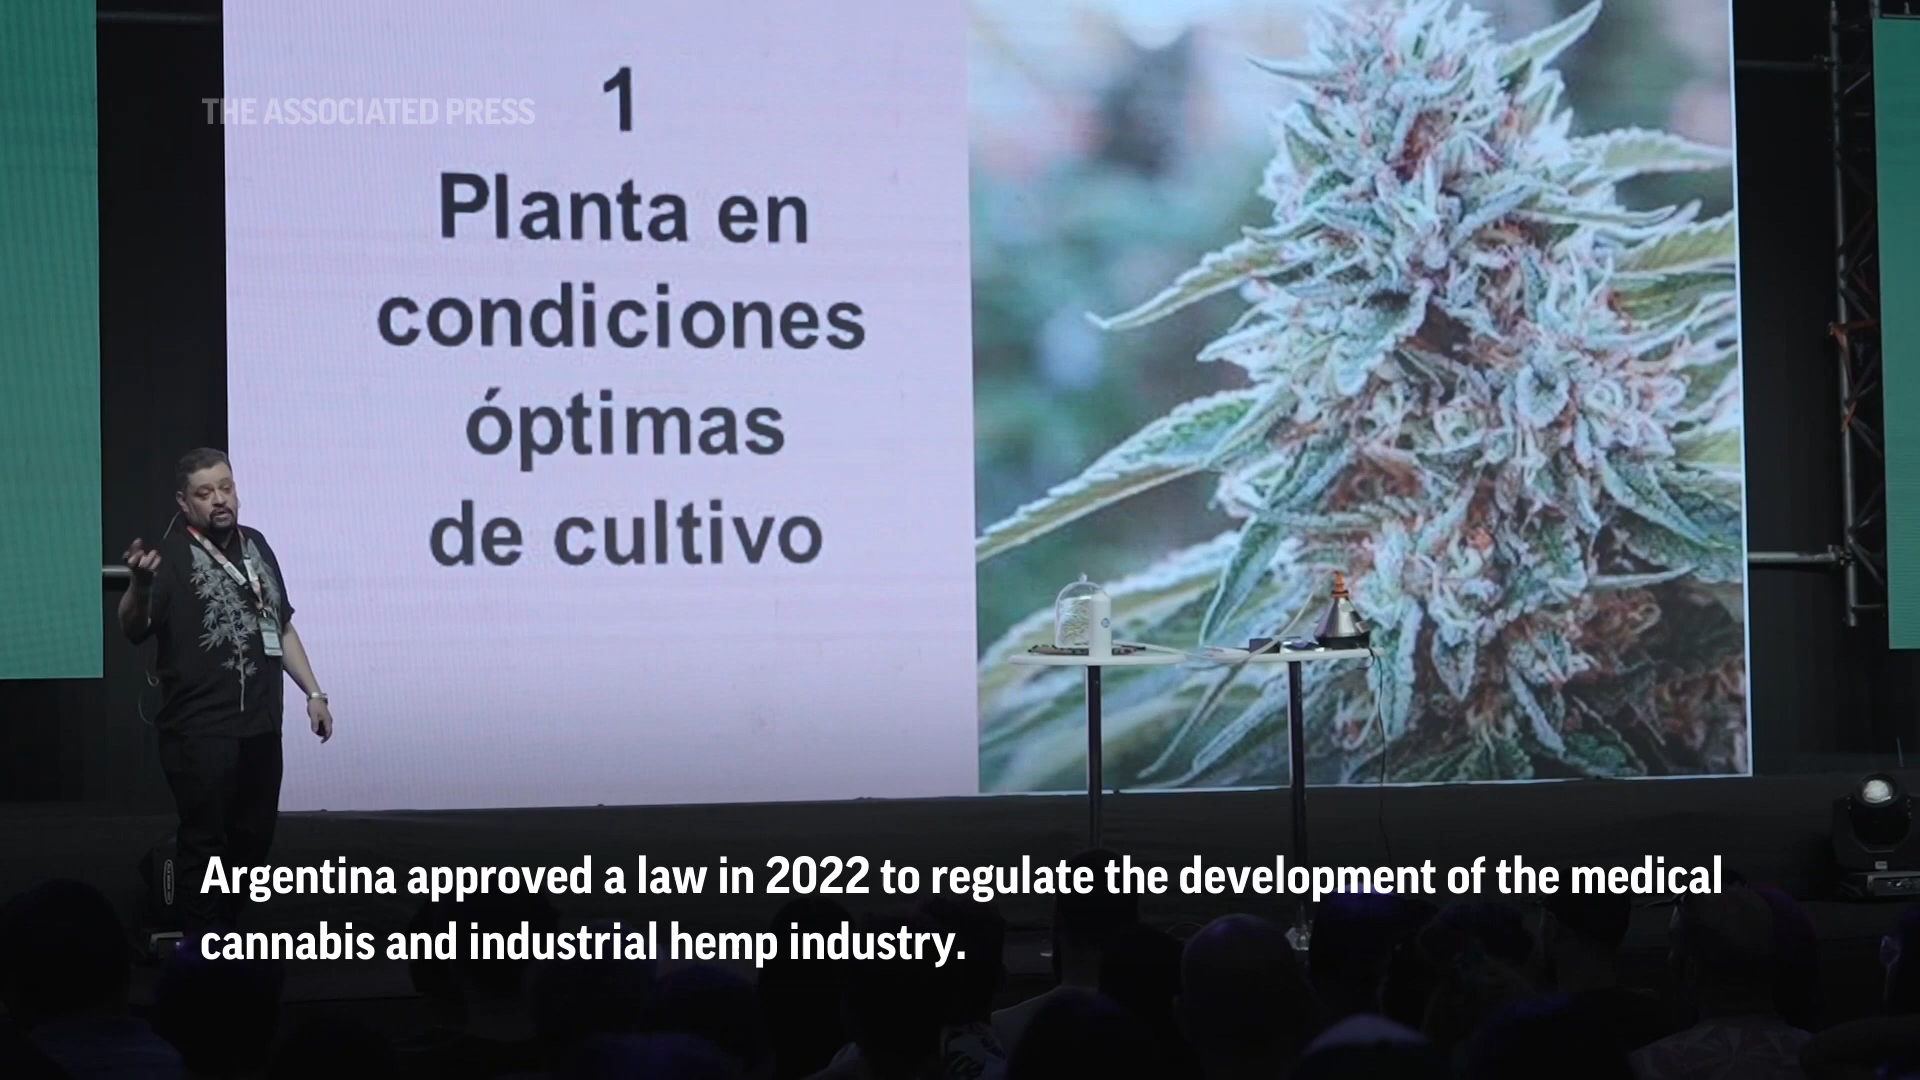 THE ASSOCIATED PRESS
1
Planta en
condiciones
óptimas
de cultivo
Argentina approved a law in 2022 to regulate the development of the medical
cannabis and industrial hemp industry.